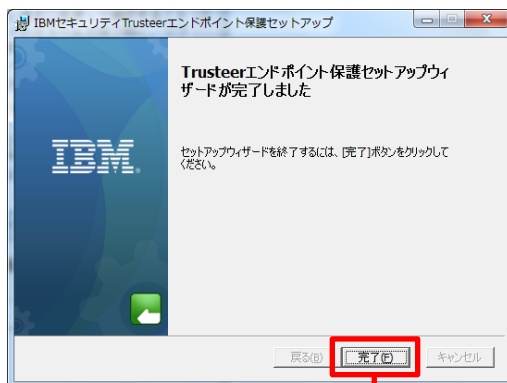 IBMセキュリティTrusteerエンドポイント保護セットアップ
Trusteerエンドポイント保護セットアップウィ
ザードが完了しました
IBM.
セットアップウィザードを終了するには、[完了]ボタンをクリックして
ください。
戻る(B) 完了(F) キャンセル